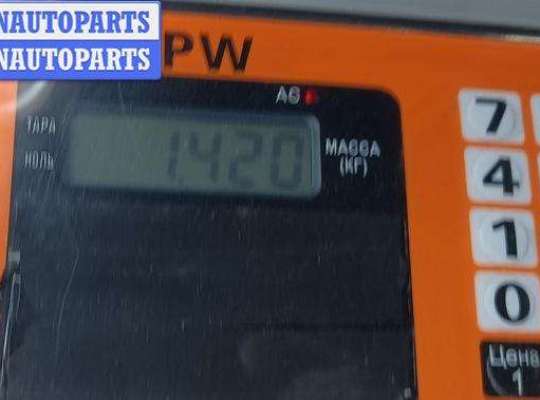 NAUTOPARTS
NAUTOPARTS
PW
АБ
ТАРА
НОЛЬ
1.420
МАССА
(КГ)
7
4
1
0
Цена
1